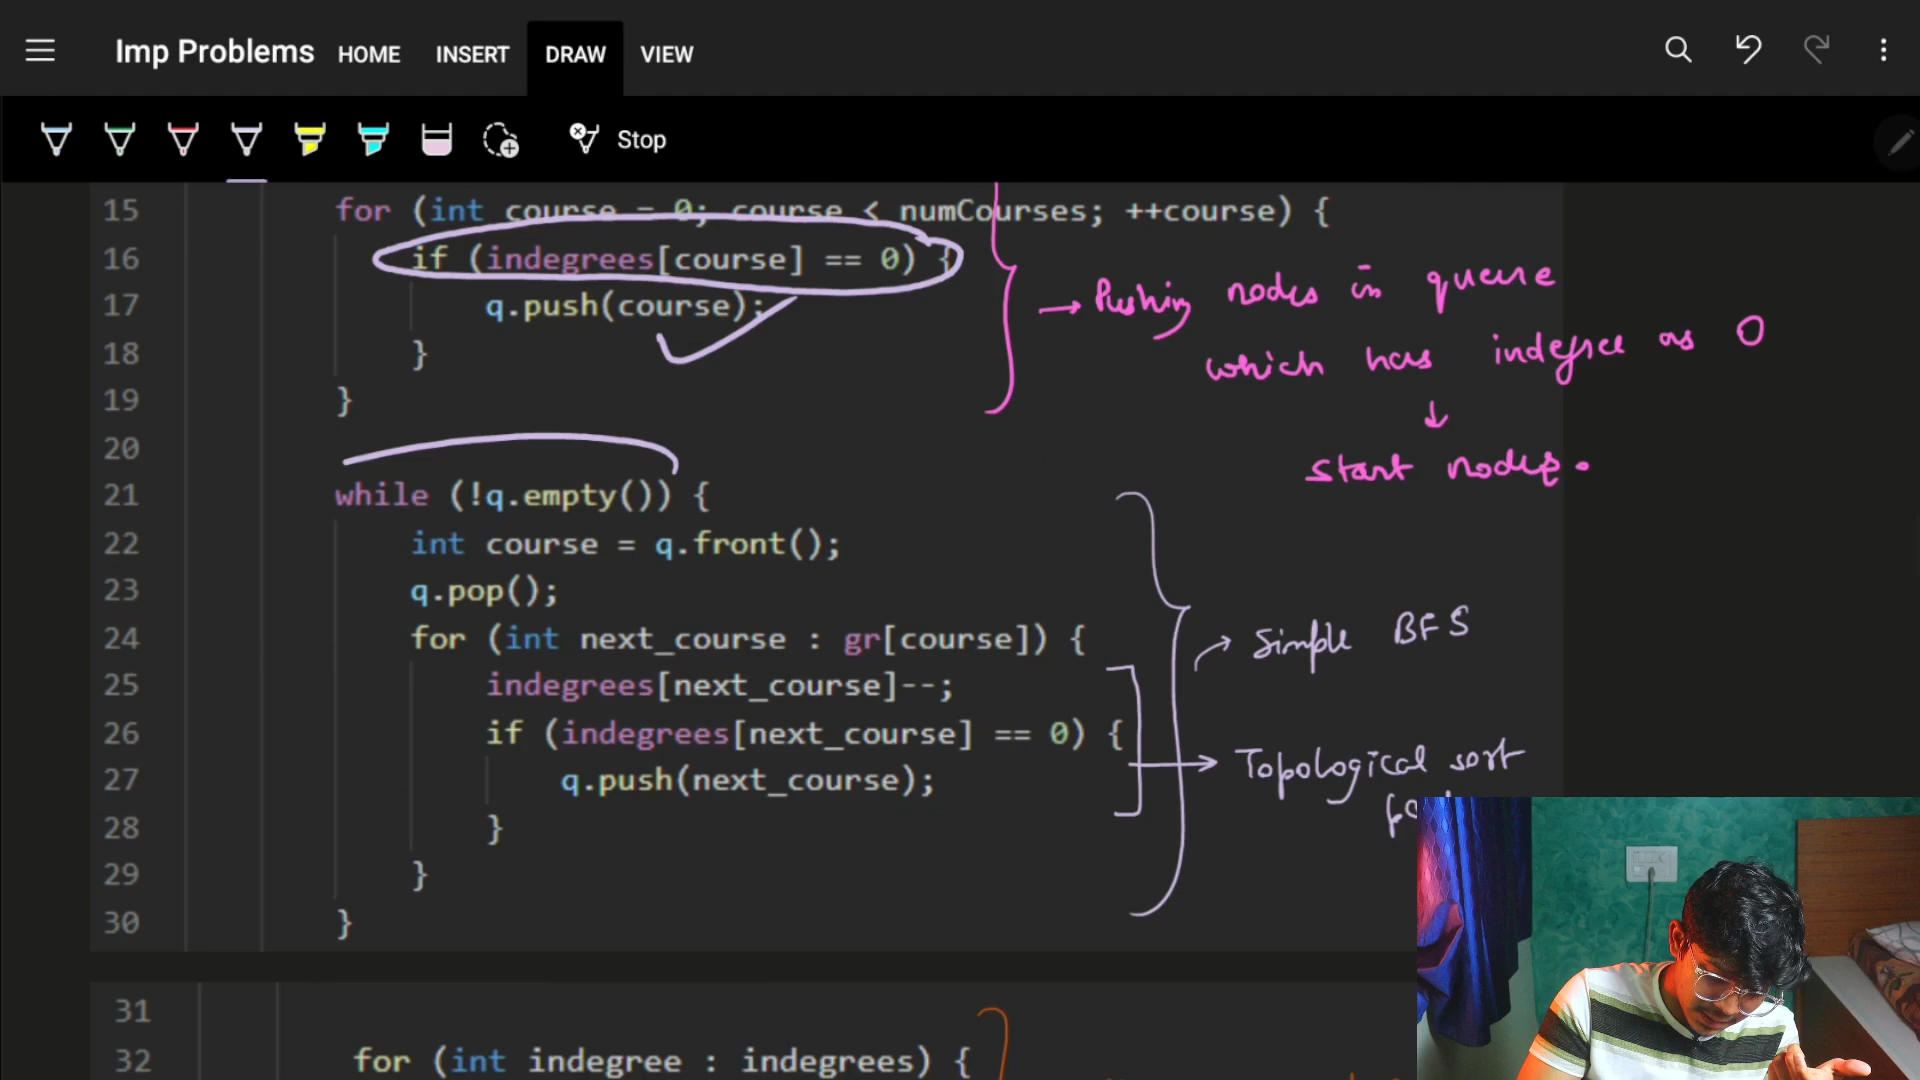 Imp Problems HOME INSERT DRAW VIEW
Stop
15 for (int course = 0; course < numCourses; ++course) {
16 if (indegrees[course] == 0) {
17 q.push(course);
18 }
19 }
20
21 while (!q.empty()) {
22 int course = q.front();
23 q.pop();
24 for (int next_course : gr[course]) {
25 indegrees[next_course]--;
26 if (indegrees[next_course] == 0) {
27 q.push(next_course);
28 }
29 }
30 }
31
32 for (int indegree : indegrees) {
→ Pushing nodes in queue
which has indegree as 0
↓
start nodes.
→ Simple BFS
→ Topological sort